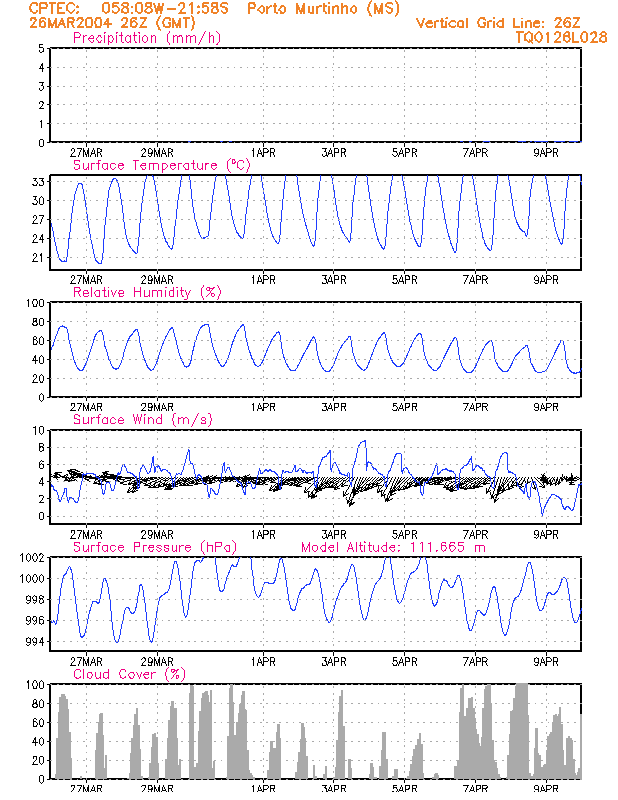 CPTEC: 058:08W-21:58S Porto Murtinho (MS)
26MAR2004 26Z (GMT) Vertical Grid Line: 26Z
Precipitation (mm/h) TQ0126L028
5
4
3
2
1
0
27MAR 29MAR 1APR 3APR 5APR 7APR 9APR
Surface Temperature (°C)
33
30
27
24
21
27MAR 29MAR 1APR 3APR 5APR 7APR 9APR
Relative Humidity (%)
100
80
60
40
20
0
27MAR 29MAR 1APR 3APR 5APR 7APR 9APR
Surface Wind (m/s)
10
8
6
4
2
0
27MAR 29MAR 1APR 3APR 5APR 7APR 9APR
Surface Pressure (hPa) Model Altitude: 111.665 m
1002
1000
998
996
994
27MAR 29MAR 1APR 3APR 5APR 7APR 9APR
Cloud Cover (%)
100
80
60
40
20
0
27MAR 29MAR 1APR 3APR 5APR 7APR 9APR